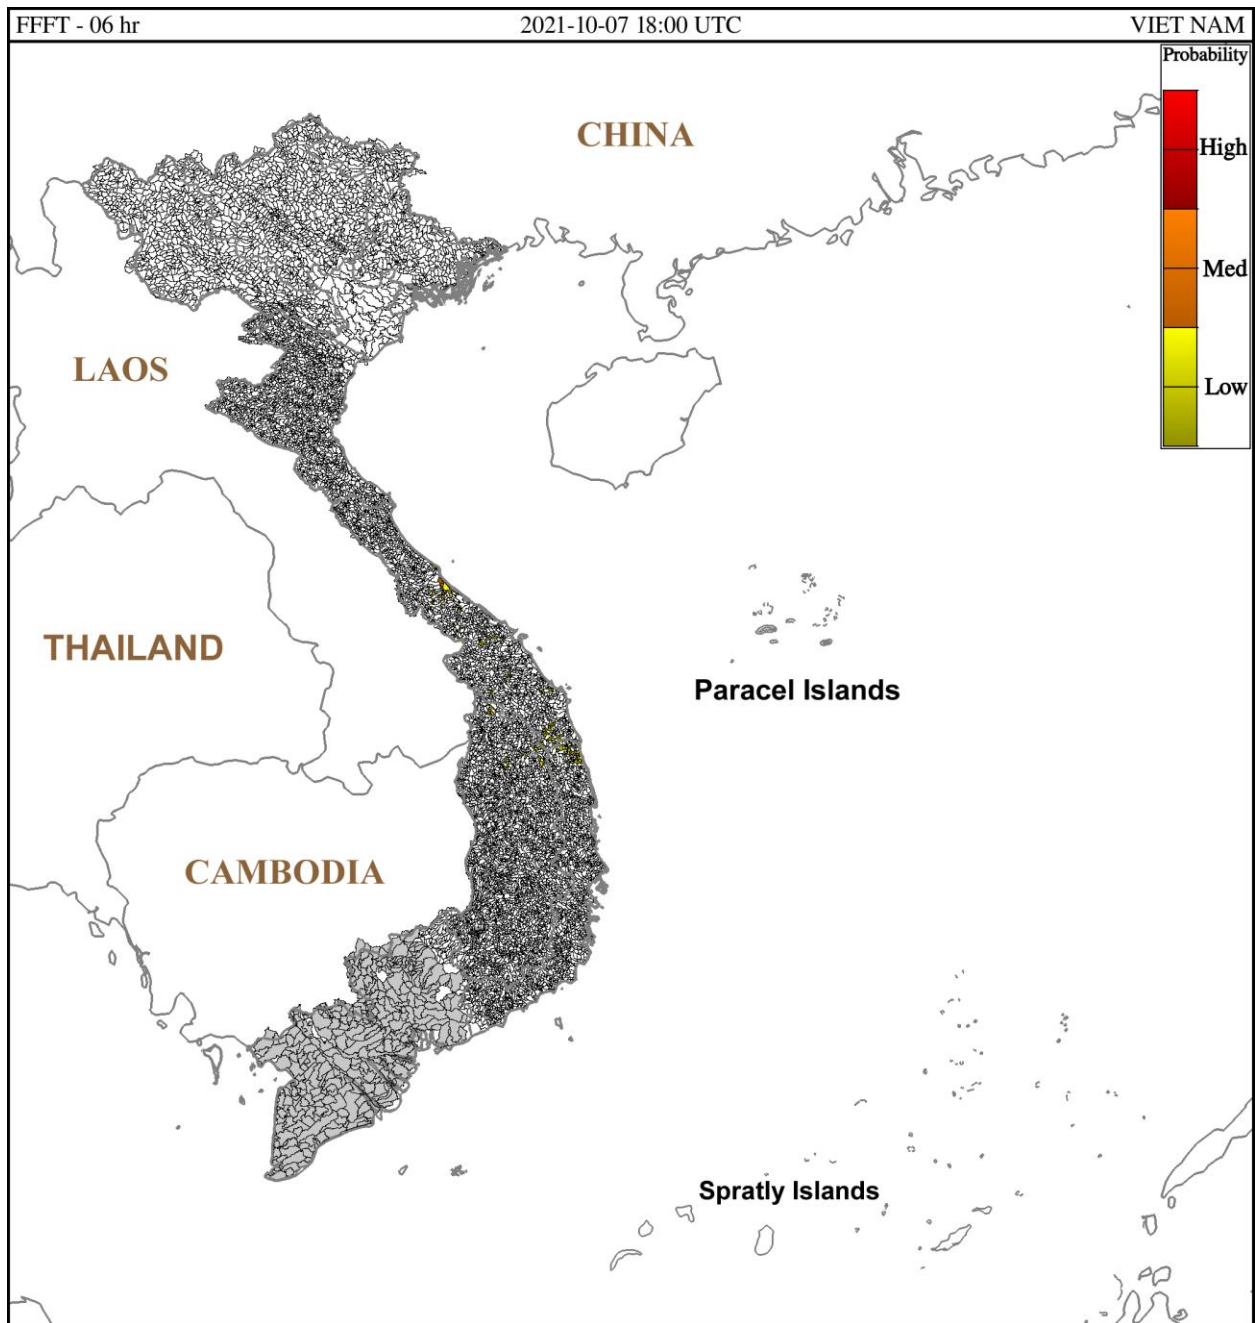 FFFT - 06 hr
2021-10-07 18:00 UTC
VIET NAM
Probability
High
Med
Low
CHINA
LAOS
THAILAND
Paracel Islands
CAMBODIA
Spratly Islands